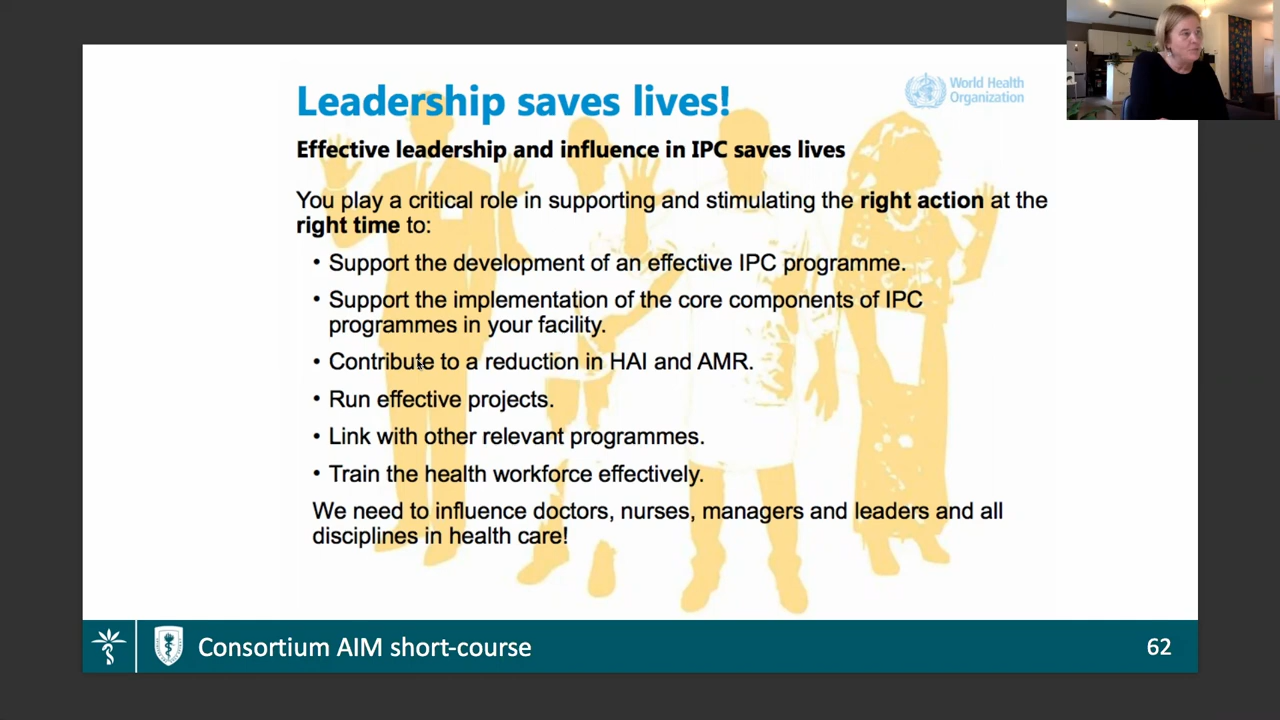 Leadership saves lives!
World Health
Organization
Effective leadership and influence in IPC saves lives
You play a critical role in supporting and stimulating the right action at the
right time to:
• Support the development of an effective IPC programme.
• Support the implementation of the core components of IPC
programmes in your facility.
• Contribute to a reduction in HAI and AMR.
• Run effective projects.
• Link with other relevant programmes.
• Train the health workforce effectively.
We need to influence doctors, nurses, managers and leaders and all
disciplines in health care!
Consortium AIM short-course
62